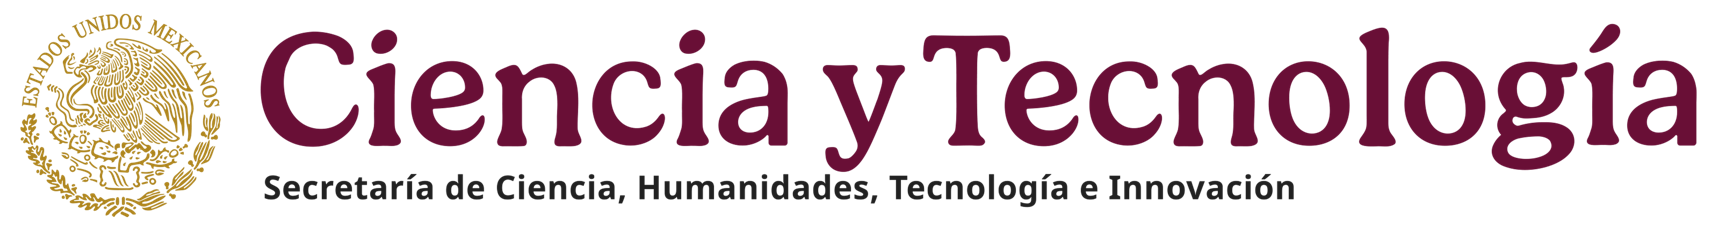 ESTADOS UNIDOS MEXICANOS
Ciencia y Tecnología
Secretaría de Ciencia, Humanidades, Tecnología e Innovación